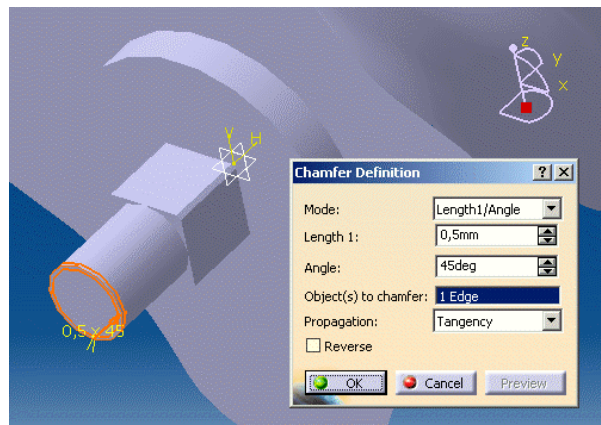 z
y
x
V
H
0,5 x 45
Chamfer Definition
Mode: Length1/Angle
Length 1: 0,5mm
Angle: 45deg
Object(s) to chamfer: 1 Edge
Propagation: Tangency
Reverse
OK Cancel Preview